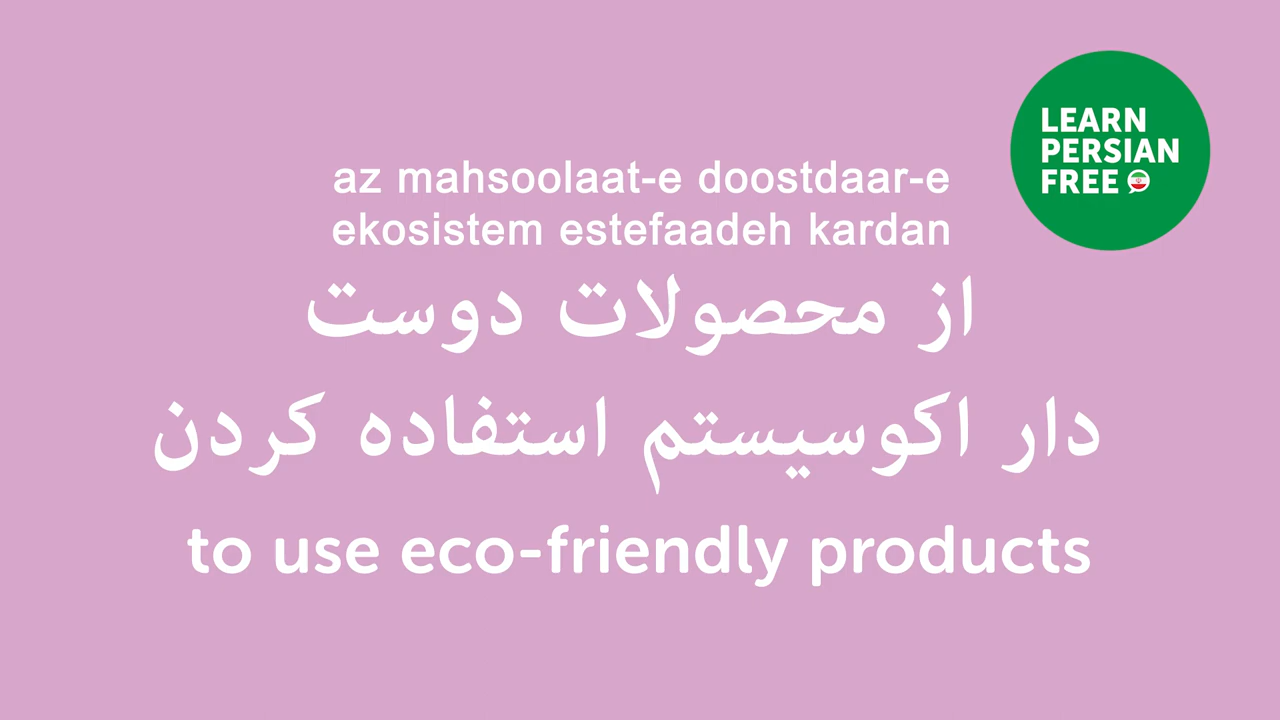 LEARN
PERSIAN
FREE
az mahsoolaat-e doostdaar-e
ekosistem estefaadeh kardan
از محصولات دوست
دار اکوسیستم استفاده کردن
to use eco-friendly products